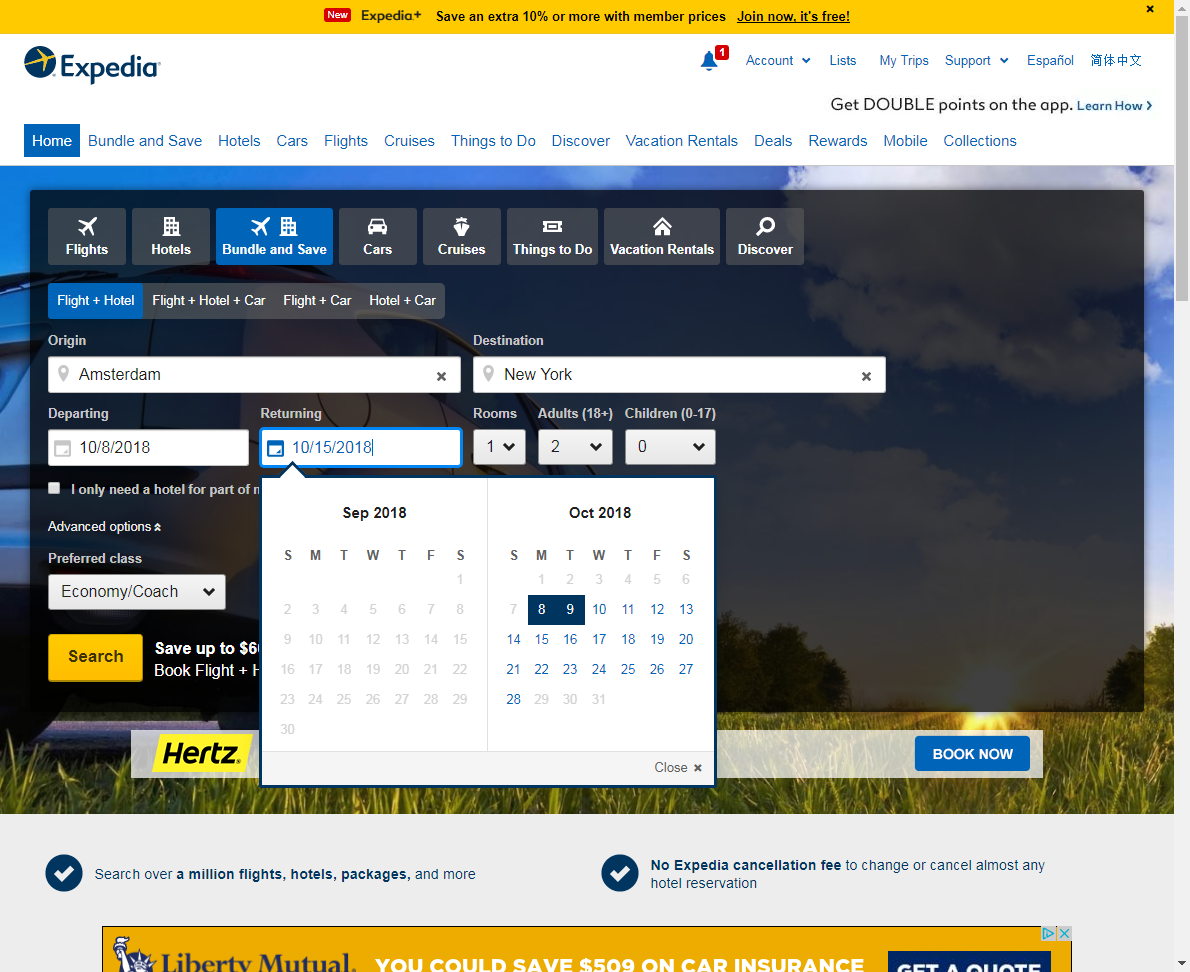 New Expedia+ Save an extra 10% or more with member prices Join now, it's free!
Expedia
1 Account Lists My Trips Support Español 简体中文
Get DOUBLE points on the app. Learn How
Home Bundle and Save Hotels Cars Flights Cruises Things to Do Discover Vacation Rentals Deals Rewards Mobile Collections
Flights Hotels Bundle and Save Cars Cruises Things to Do Vacation Rentals Discover
Flight + Hotel Flight + Hotel + Car Flight + Car Hotel + Car
Origin Destination
Amsterdam New York
Departing Returning Rooms Adults (18+) Children (0-17)
10/8/2018 10/15/2018 1 2 0
I only need a hotel for part of m
Advanced options
Preferred class
Economy/Coach
Search Save up to $6
Book Flight + H
Sep 2018 Oct 2018
S M T W T F S S M T W T F S
1 1 2 3 4 5 6
2 3 4 5 6 7 8 7 8 9 10 11 12 13
9 10 11 12 13 14 15 14 15 16 17 18 19 20
16 17 18 19 20 21 22 21 22 23 24 25 26 27
23 24 25 26 27 28 29 28 29 30 31
30
Close
Hertz. BOOK NOW
Search over a million flights, hotels, packages, and more
No Expedia cancellation fee to change or cancel almost any
hotel reservation
Liberty Mutual. YOU COULD SAVE $509 ON CAR INSURANCE GET A QUOTE